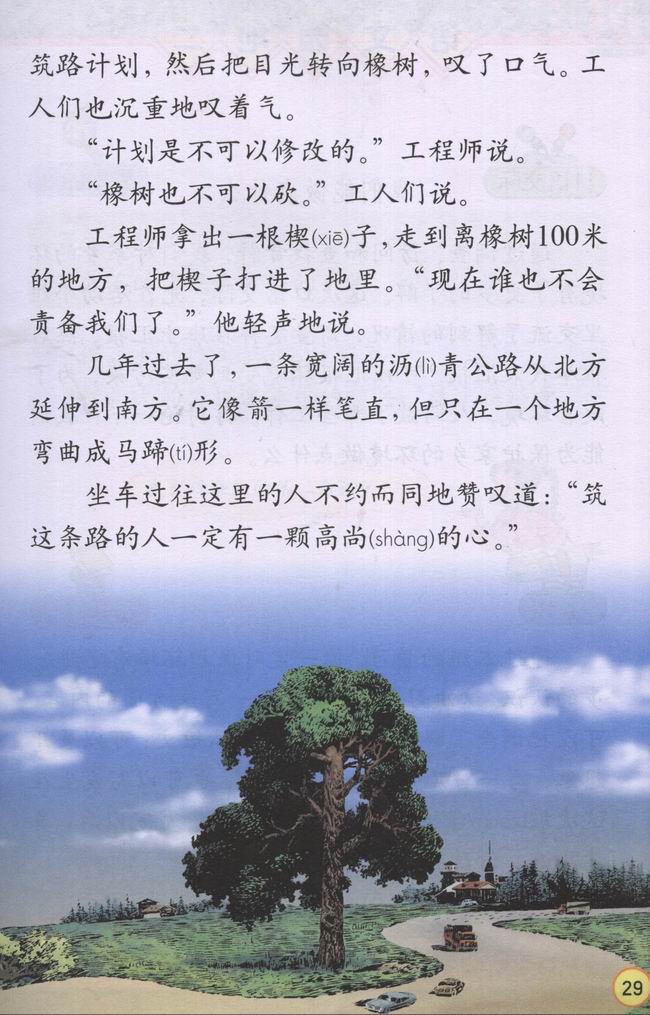 筑路计划，然后把目光转向橡树，叹了口气。工
人们也沉重地叹着气。
“计划是不可以修改的。”工程师说。
“橡树也不可以砍。”工人们说。
工程师拿出一根楔(xiē)子，走到离橡树100米
的地方，把楔子打进了地里。“现在谁也不会
责备我们了。”他轻声地说。
几年过去了，一条宽阔的沥(lì)青公路从北方
延伸到南方。它像箭一样笔直，但只在一个地方
弯曲成马蹄(tí)形。
坐车过往这里的人不约而同地赞叹道：“筑
这条路的人一定有一颗高尚(shàng)的心。”
29